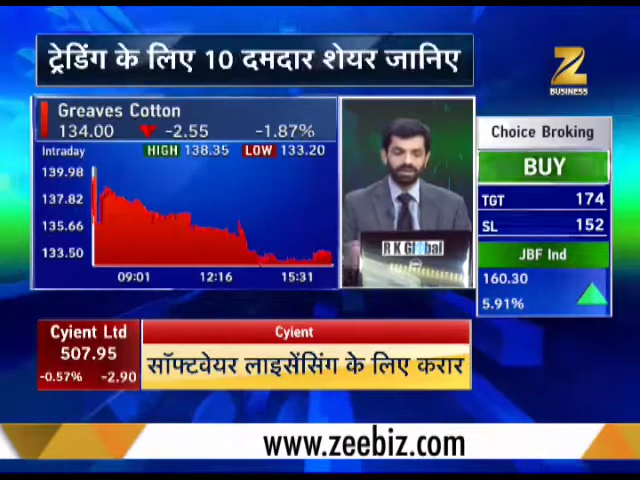 ट्रेडिंग के लिए 10 दमदार शेयर जानिए
Z
BUSINESS
Greaves Cotton
134.00 -2.55 -1.87%
Intraday HIGH 138.35 LOW 133.20
139.98
137.82
135.66
133.50
09:01 12:16 15:31
R K Global
Choice Broking
BUY
TGT 174
SL 152
JBF Ind
160.30
5.91%
Cyient Ltd
507.95
-0.57% -2.90
Cyient
सॉफ्टवेयर लाइसेंसिंग के लिए करार
www.zeebiz.com